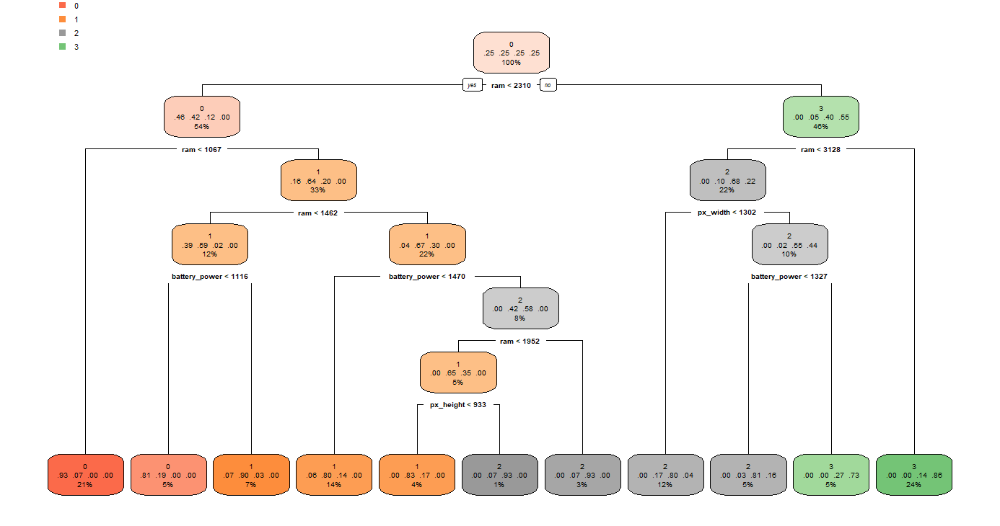 0
1
2
3
0
.25 .25 .25 .25
100%
yes ram < 2310 no
0
.46 .42 .12 .00
54%
3
.00 .05 .40 .55
46%
ram < 1067
ram < 3128
1
.16 .64 .20 .00
33%
2
.00 .10 .68 .22
22%
ram < 1462
px_width < 1302
1
.39 .59 .02 .00
12%
1
.04 .67 .30 .00
22%
2
.00 .02 .55 .44
10%
battery_power < 1116
battery_power < 1470
battery_power < 1327
2
.00 .42 .58 .00
8%
ram < 1952
1
.00 .65 .35 .00
5%
px_height < 933
0
.93 .07 .00 .00
21%
0
.81 .19 .00 .00
5%
1
.07 .90 .03 .00
7%
1
.06 .80 .14 .00
14%
1
.00 .83 .17 .00
4%
2
.00 .07 .93 .00
1%
2
.00 .07 .93 .00
3%
2
.00 .17 .80 .04
12%
2
.00 .03 .81 .16
5%
3
.00 .00 .27 .73
5%
3
.00 .00 .14 .86
24%